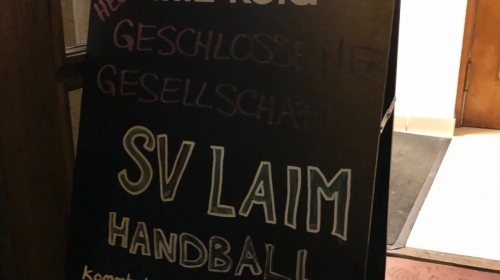 GESCHLOSSENE
GESELLSCHAFT
SV LAIM
HANDBALL